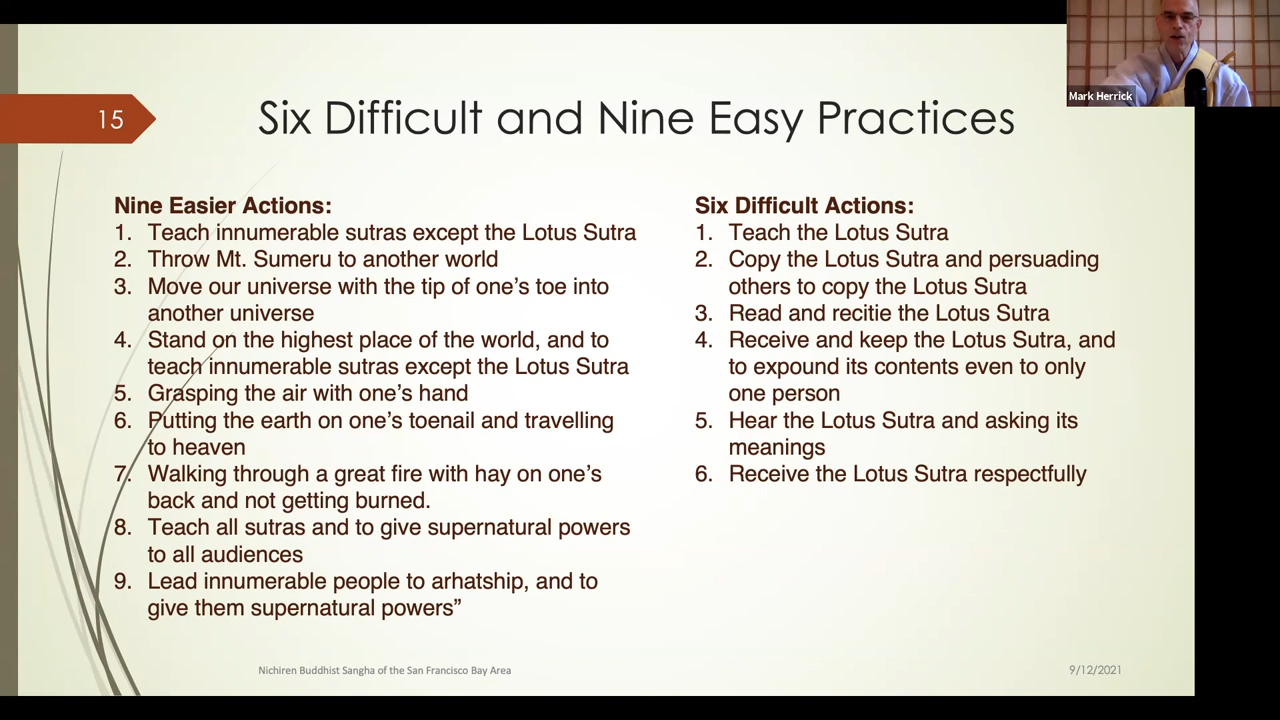 Mark Herrick
15
Six Difficult and Nine Easy Practices
Nine Easier Actions:
1. Teach innumerable sutras except the Lotus Sutra
2. Throw Mt. Sumeru to another world
3. Move our universe with the tip of one’s toe into
another universe
4. Stand on the highest place of the world, and to
teach innumerable sutras except the Lotus Sutra
5. Grasping the air with one’s hand
6. Putting the earth on one’s toenail and travelling
to heaven
7. Walking through a great fire with hay on one’s
back and not getting burned.
8. Teach all sutras and to give supernatural powers
to all audiences
9. Lead innumerable people to arhatship, and to
give them supernatural powers”
Six Difficult Actions:
1. Teach the Lotus Sutra
2. Copy the Lotus Sutra and persuading
others to copy the Lotus Sutra
3. Read and recitie the Lotus Sutra
4. Receive and keep the Lotus Sutra, and
to expound its contents even to only
one person
5. Hear the Lotus Sutra and asking its
meanings
6. Receive the Lotus Sutra respectfully
Nichiren Buddhist Sangha of the San Francisco Bay Area
9/12/2021